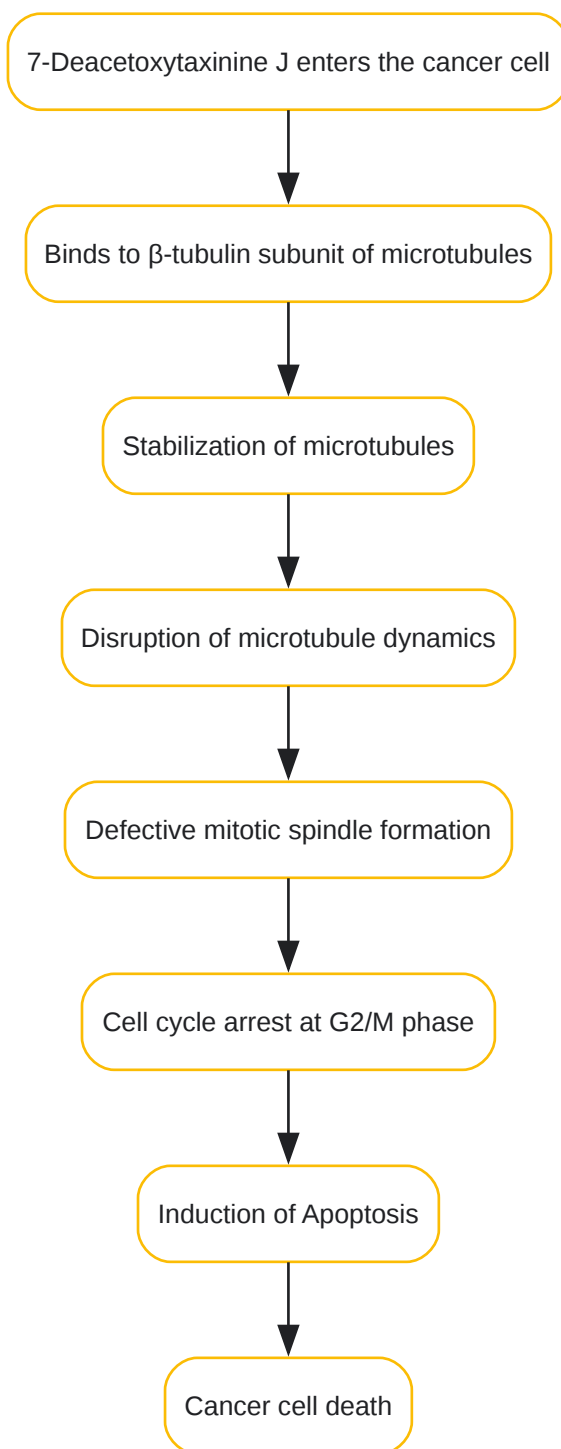 7-Deacetoxytaxinine J enters the cancer cell
Binds to β-tubulin subunit of microtubules
Stabilization of microtubules
Disruption of microtubule dynamics
Defective mitotic spindle formation
Cell cycle arrest at G2/M phase
Induction of Apoptosis
Cancer cell death